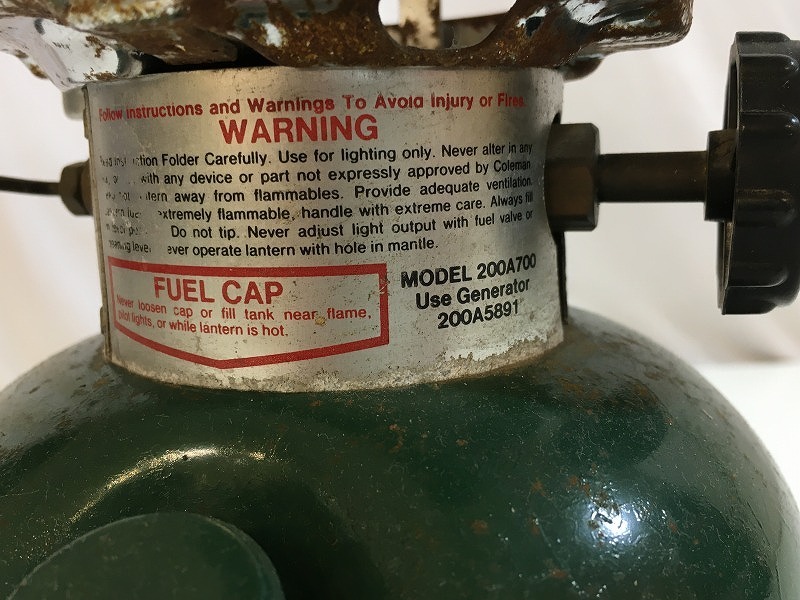 Follow instructions and Warnings To Avoid Injury or Fires.
WARNING
Folder Carefully. Use for lighting only. Never alter in any
with any device or part not expressly approved by Coleman
away from flammables. Provide adequate ventilation.
extremely flammable, handle with extreme care. Always fill
Do not tip. Never adjust light output with fuel valve or
operate lantern with hole in mantle.
FUEL CAP
Never loosen cap or fill tank near flame,
pilot lights, or while lantern is hot.
MODEL 200A700
Use Generator
200A5891